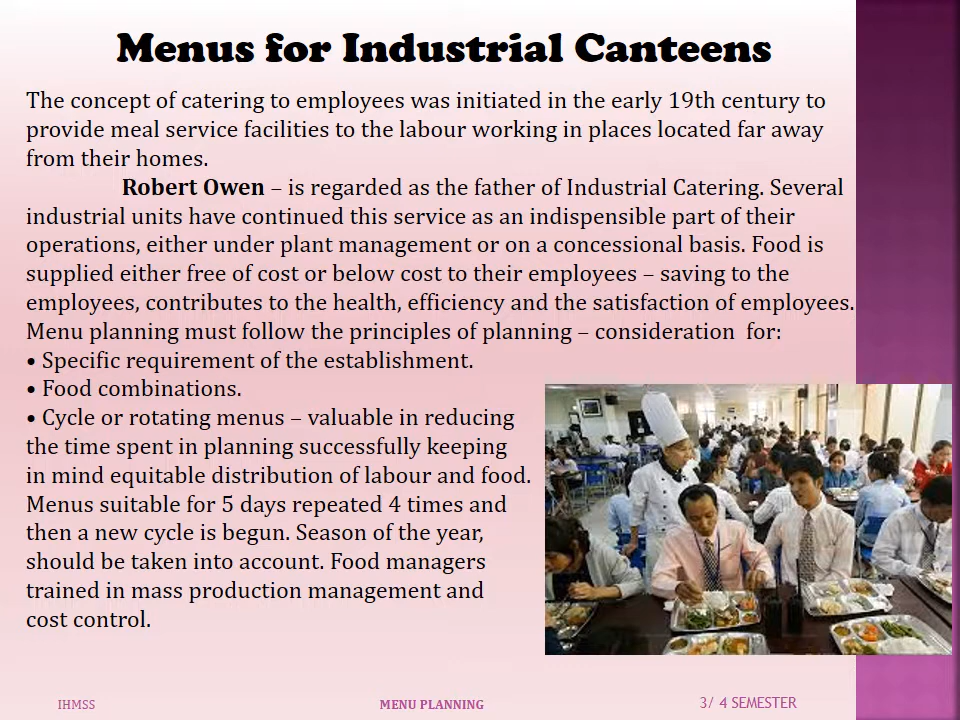 Menus for Industrial Canteens
The concept of catering to employees was initiated in the early 19th century to
provide meal service facilities to the labour working in places located far away
from their homes.
Robert Owen – is regarded as the father of Industrial Catering. Several
industrial units have continued this service as an indispensible part of their
operations, either under plant management or on a concessional basis. Food is
supplied either free of cost or below cost to their employees – saving to the
employees, contributes to the health, efficiency and the satisfaction of employees.
Menu planning must follow the principles of planning – consideration for:
• Specific requirement of the establishment.
• Food combinations.
• Cycle or rotating menus – valuable in reducing
the time spent in planning successfully keeping
in mind equitable distribution of labour and food.
Menus suitable for 5 days repeated 4 times and
then a new cycle is begun. Season of the year,
should be taken into account. Food managers
trained in mass production management and
cost control.
IHMSS
MENU PLANNING
3/ 4 SEMESTER